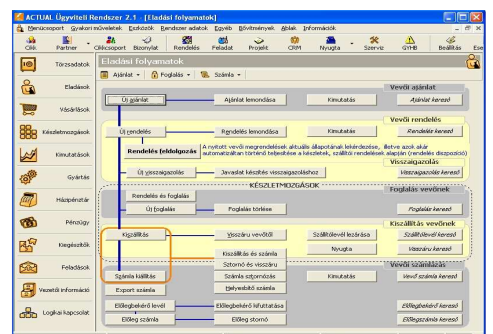 ACTUAL Ügyviteli Rendszer 2.1 - [Eladási folyamatok]
Menücsoport Gyakori műveletek Eszközök Rendszer adatok Egyéb Bővítmények Ablak Információk
Cikk Partner Cikkcsoport Bizonylat Rendelés Feladat Projekt CRM Nyugta Szerviz GYHB Beállítás Ese
Törzsadatok
Eladások
Vásárlások
Készletmozgások
Kimutatások
Gyártás
Házipénztár
Pénzügy
Kiegészítők
Feladások
Vezetői információ
Logikai kapcsolat
Eladási folyamatok
Ajánlat Foglalás Számla
Vevői ajánlat
Új ajánlat Ajánlat lemondása Kimutatás Ajánlat kereső
Vevői rendelés
Új rendelés Rendelés lemondása Kimutatás Rendelés kereső
Rendelés feldolgozás
A nyitott vevői megrendelések aktuális állapotának lekérdezése, illetve azok akár
automatizáltan történő teljesítése a készletek, szállítói rendelések alapján (rendelés diszpozíció)
Visszaigazolás
Új visszaigazolás Javaslat készítés visszaigazoláshoz Visszaigazolás kereső
KÉSZLETMOZGÁSOK
Foglalás vevőnek
Rendelés és foglalás
Új foglalás Foglalás törlése Foglalás kereső
Kiszállítás vevőnek
Kiszállítás Visszáru vevőtől Szállítólevél lezárása Szállítólevél kereső
Nyugta Visszáru kereső
Kiszállítás és számla
Sztornó és visszáru
Vevői számlázás
Számla kiállítás Számla sztornózás Kimutatás Vevő számla kereső
Export számla Helyesbítő számla
Előlegbekérő levél Előlegbekérő kifuttatása Előlegbekérő kereső
Előleg számla Előleg stornó Előlegszámla kereső